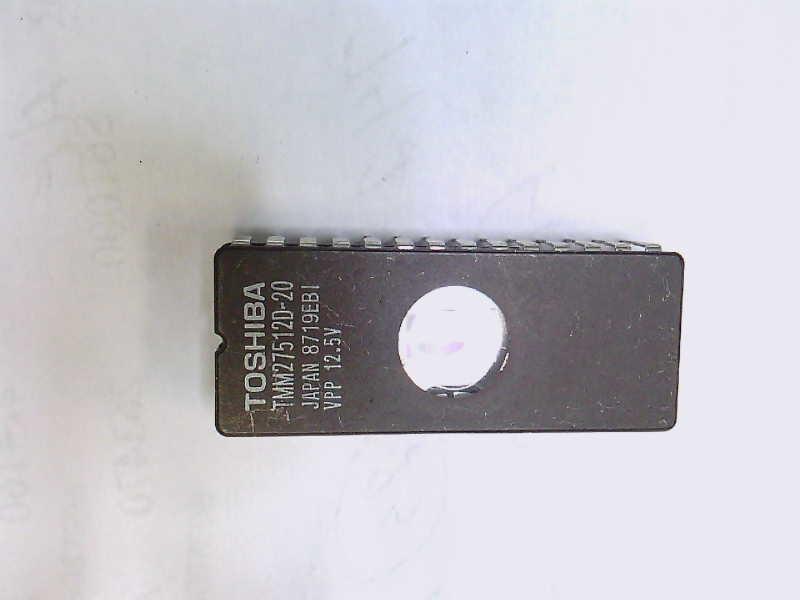 TOSHIBA
TMM27512D-20
JAPAN 8719EBI
VPP 12.5V